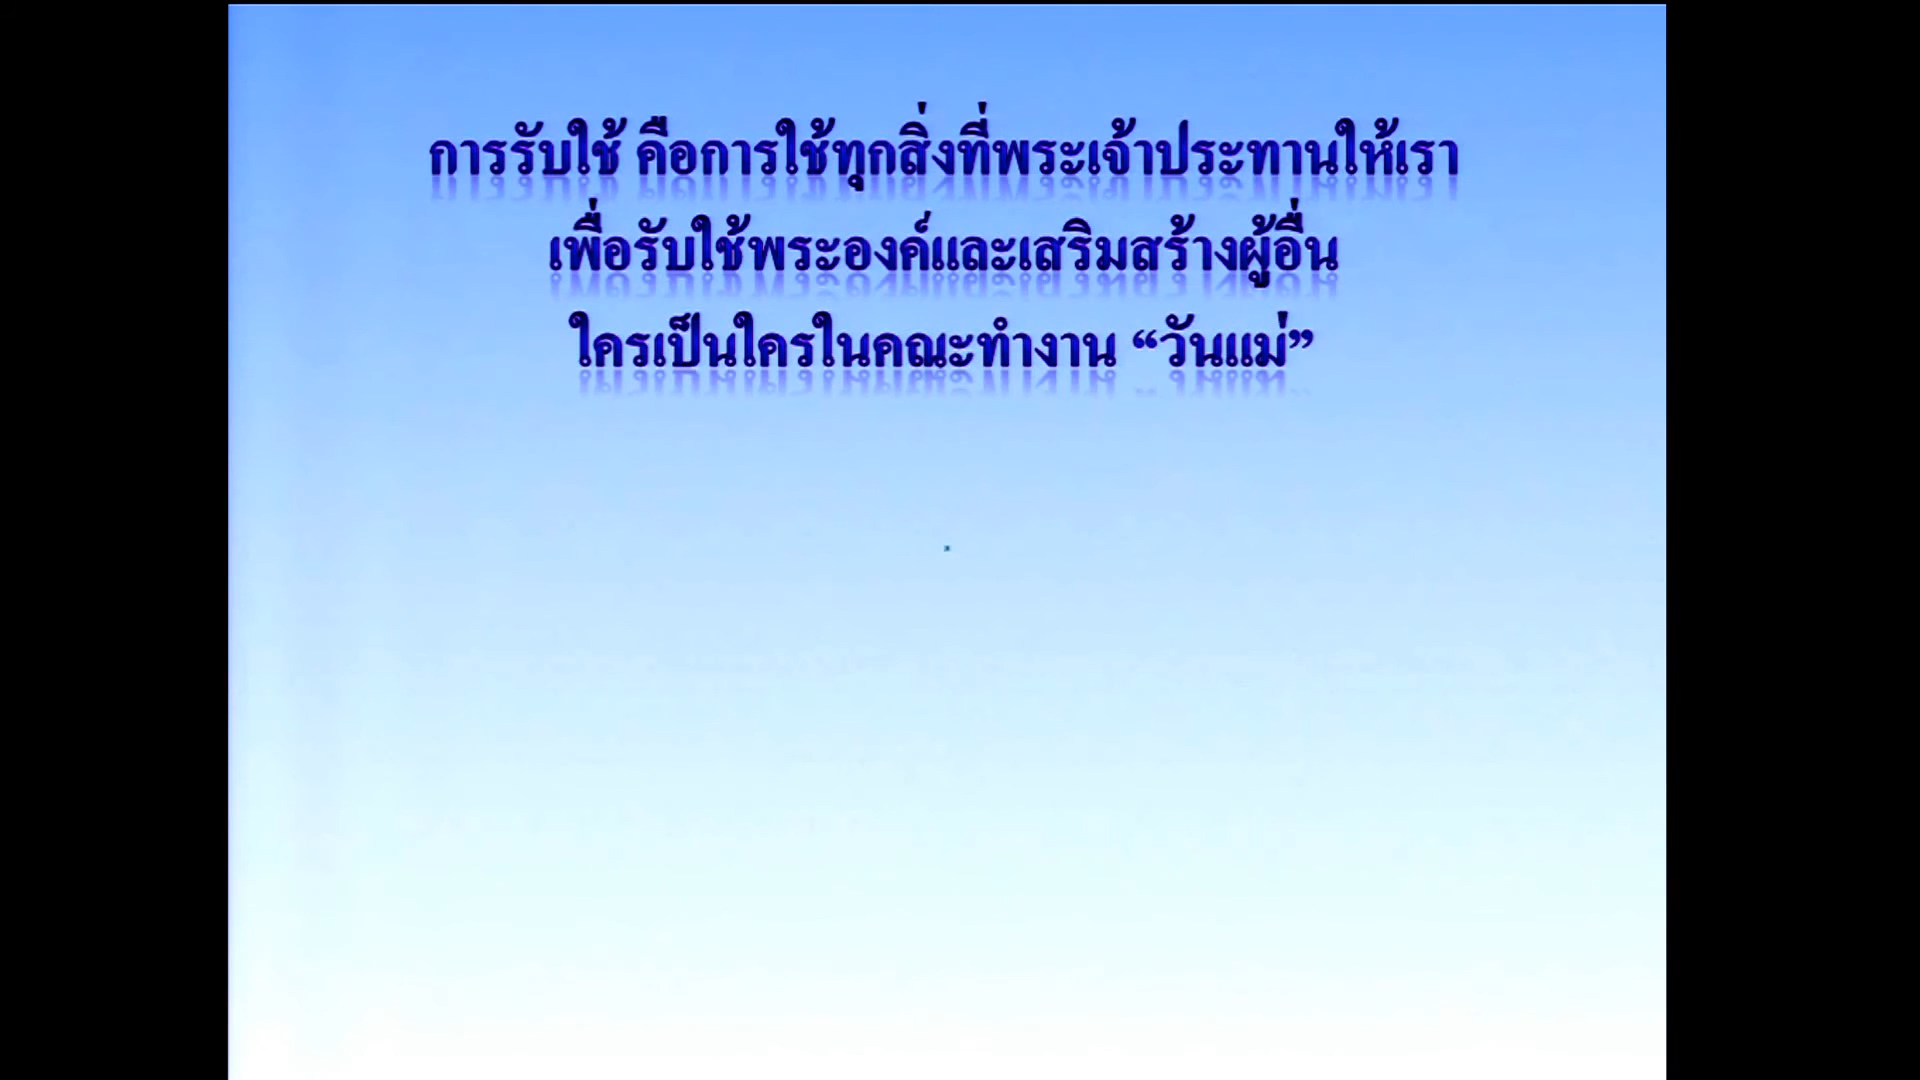 การรับใช้ คือการใช้ทุกสิ่งที่พระเจ้าประทานให้เรา
เพื่อรับใช้พระองค์และเสริมสร้างผู้อื่น
ใครเป็นใครในคณะทำงาน “วันแม่”